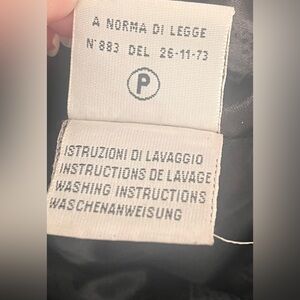 A NORMA DI LEGGE
N°883 DEL 26-11-73
P
ISTRUZIONI DI LAVAGGIO
INSTRUCTIONS DE LAVAGE
WASHING INSTRUCTIONS
WASCHENANWEISUNG